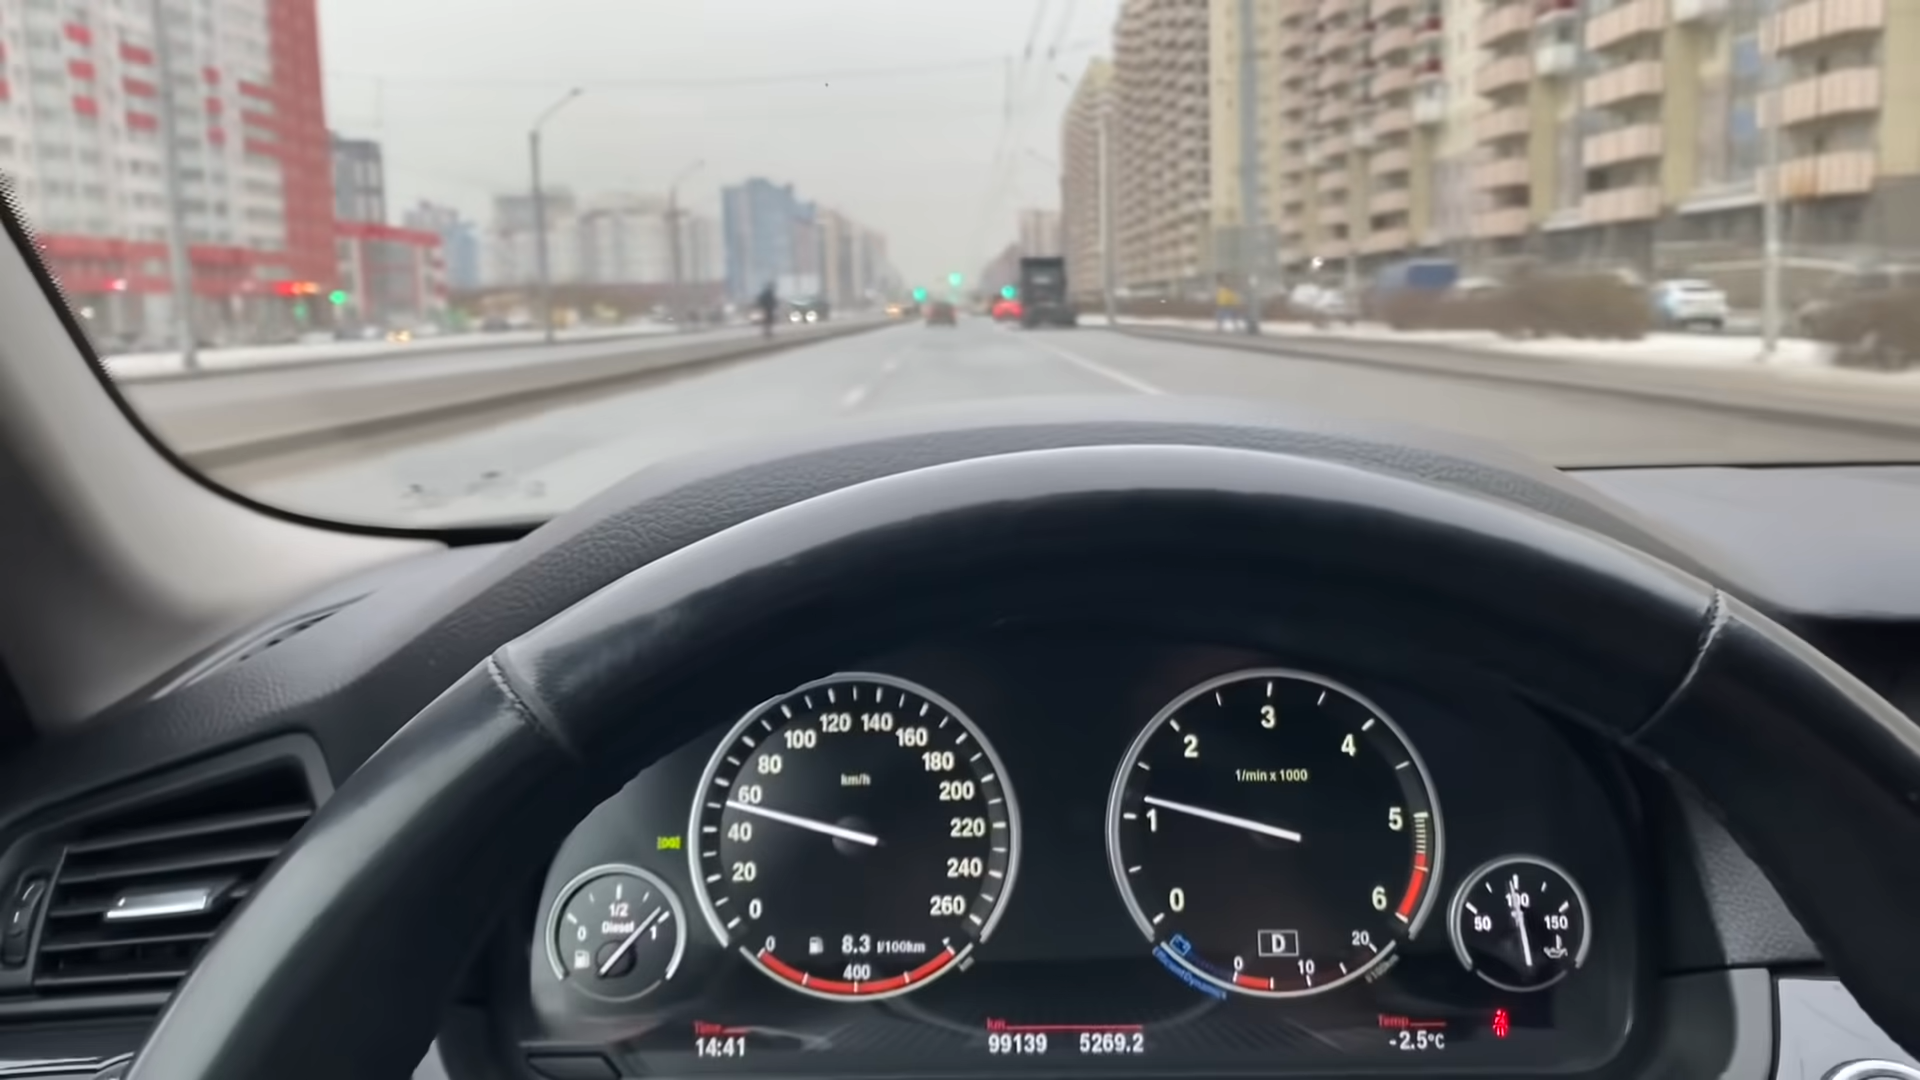 0 20 40 60 80 100 120 140 160 180 200 220 240 260
km/h
0 8.3 l/100km
400
0 1 2 3 4 5 6
1/min x 1000
D
0 10 20
EfficientDynamics
0 1/2 1
Diesel
50 100 150
Time
14:41
km
99139 5269.2
Temp
-2.5°C